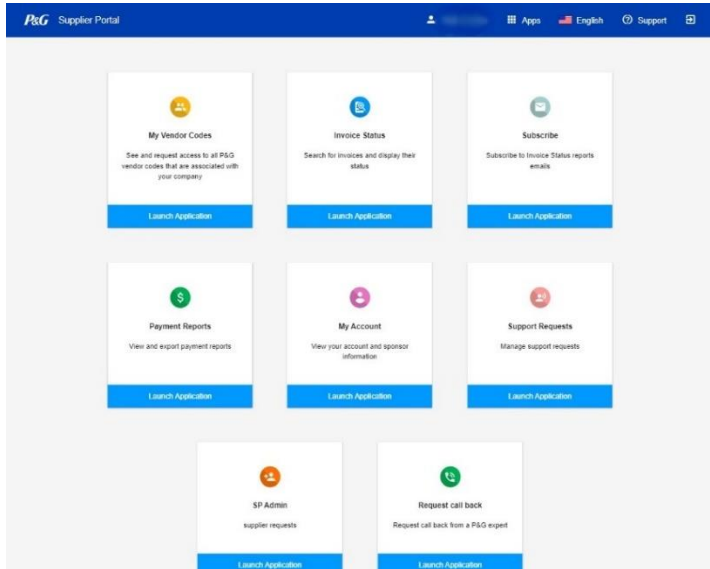 P&G Supplier Portal Apps English Support
My Vendor Codes
See and request access to all P&G
vendor codes that are associated with
your company
Launch Application
Invoice Status
Search for invoices and display their
status
Launch Application
Subscribe
Subscribe to Invoice Status reports
emails
Launch Application
Payment Reports
View and export payment reports
Launch Application
My Account
View your account and sponsor
information
Launch Application
Support Requests
Manage support requests
Launch Application
SP Admin
supplier requests
Launch Application
Request call back
Request call back from a P&G expert
Launch Application